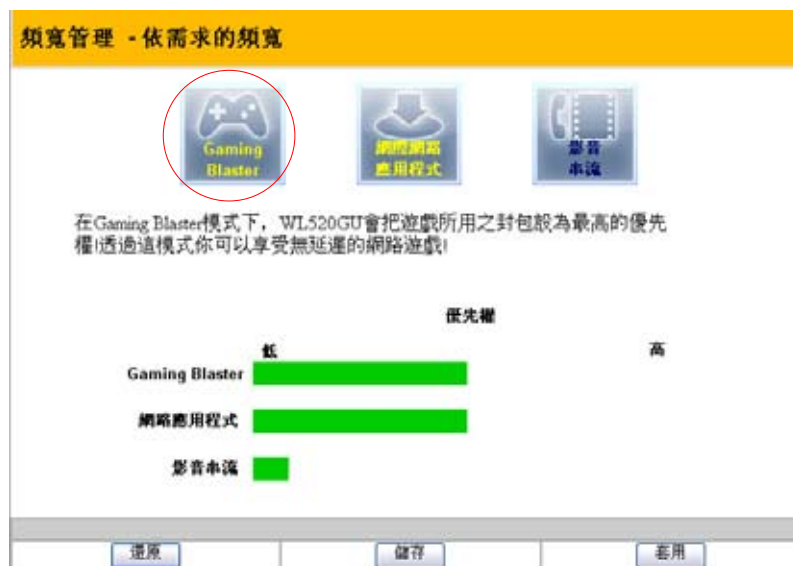 頻寬管理 - 依需求的頻寬
Gaming
Blaster
網際網路
應用程式
影音
串流
在Gaming Blaster模式下，WL520GU會把遊戲所用之封包設為最高的優先
權!透過這模式你可以享受無延遲的網路遊戲!
優先權
低 高
Gaming Blaster
網路應用程式
影音串流
還原 儲存 套用